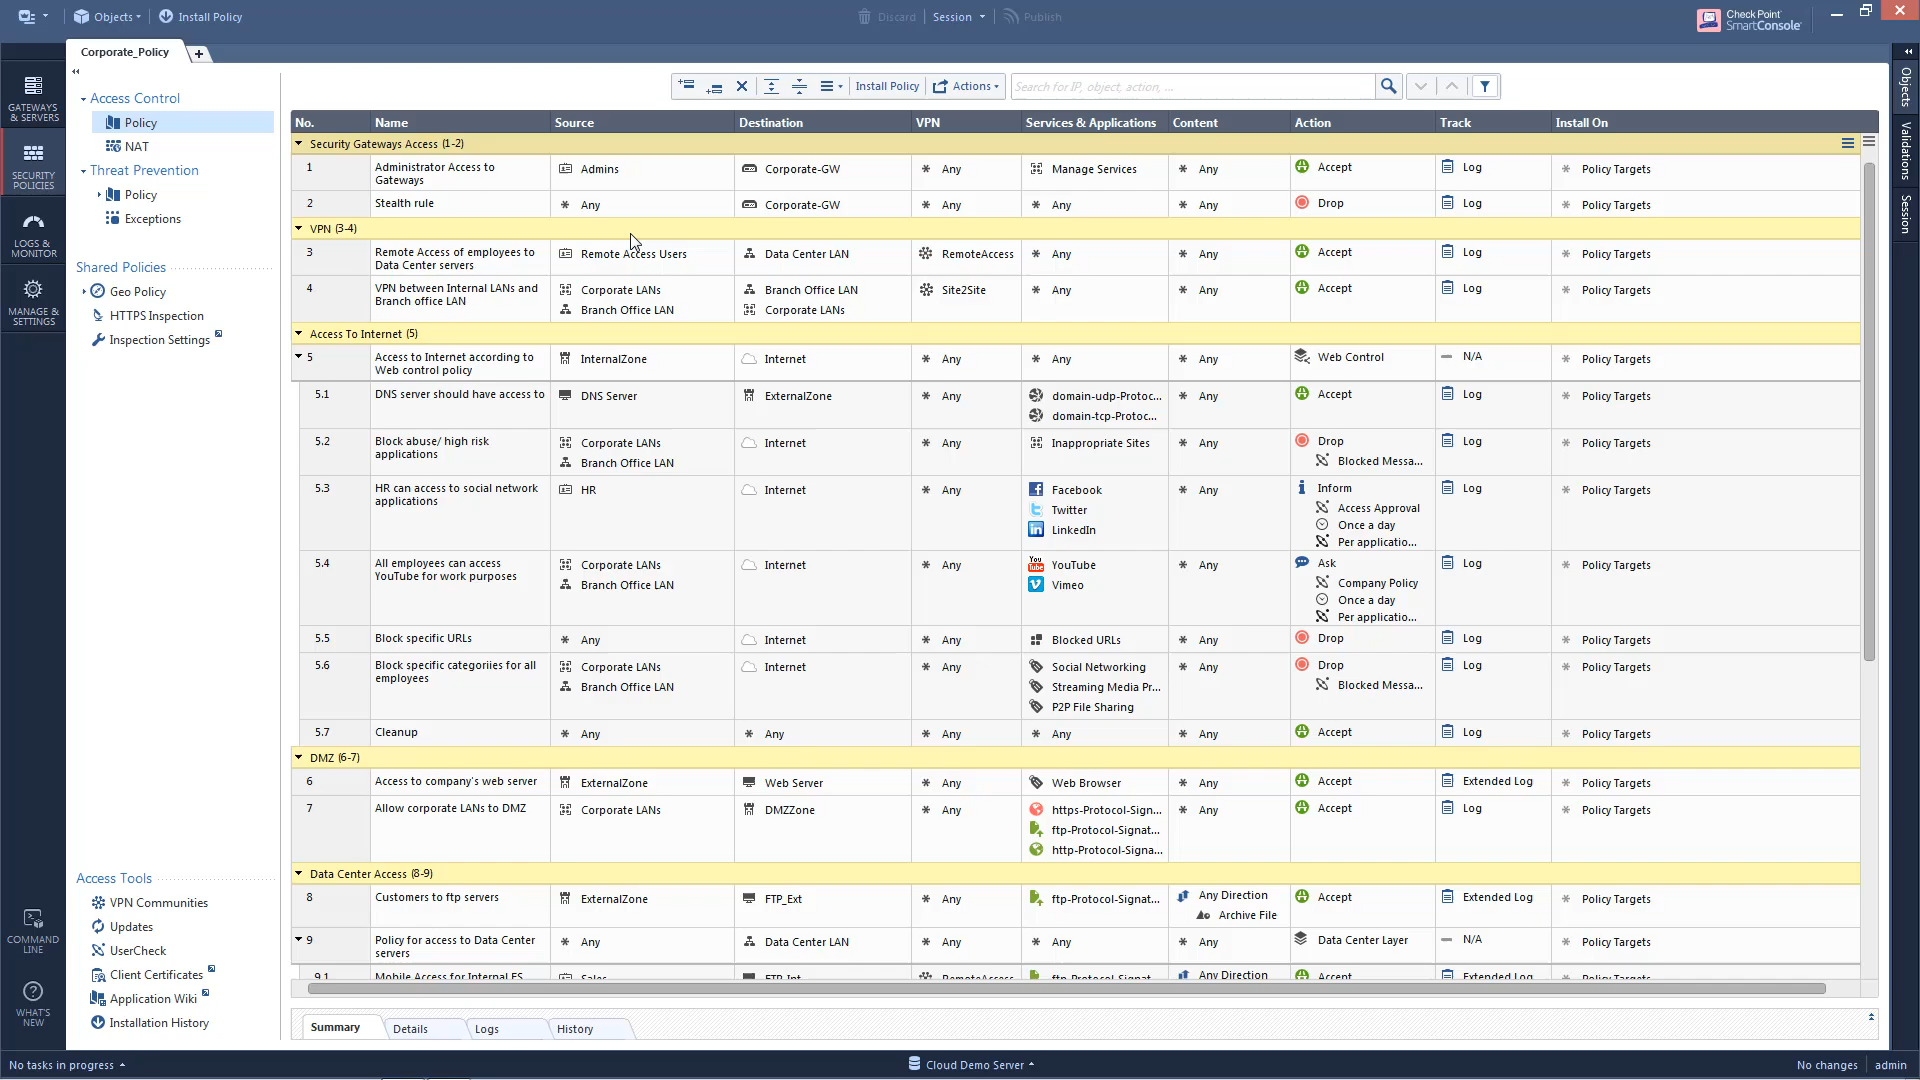 Objects
Install Policy
Discard
Session
Publish
Check Point
SmartConsole
Corporate_Policy
+
GATEWAYS & SERVERS
SECURITY POLICIES
LOGS & MONITOR
MANAGE & SETTINGS
COMMAND LINE
WHAT'S NEW
Access Control
Policy
NAT
Threat Prevention
Policy
Exceptions
Shared Policies
Geo Policy
HTTPS Inspection
Inspection Settings
Access Tools
VPN Communities
Updates
UserCheck
Client Certificates
Application Wiki
Installation History
Install Policy
Actions
Search for IP, object, action, ...
No. Name Source Destination VPN Services & Applications Content Action Track Install On
Security Gateways Access (1-2)
1 Administrator Access to Admins Corporate-GW * Any Manage Services * Any Accept Log * Policy Targets
Gateways
2 Stealth rule * Any Corporate-GW * Any * Any * Any Drop Log * Policy Targets
VPN (3-4)
3 Remote Access of employees to Remote Access Users Data Center LAN RemoteAccess * Any * Any Accept Log * Policy Targets
Data Center servers
4 VPN between Internal LANs and Corporate LANs Branch Office LAN Site2Site * Any * Any Accept Log * Policy Targets
Branch office LAN Branch Office LAN Corporate LANs
Access To Internet (5)
5 Access to Internet according to InternalZone Internet * Any * Any * Any Web Control N/A * Policy Targets
Web control policy
5.1 DNS server should have access to DNS Server ExternalZone * Any domain-udp-Protoc... * Any Accept Log * Policy Targets
domain-tcp-Protoc...
5.2 Block abuse/ high risk Corporate LANs Internet * Any Inappropriate Sites * Any Drop Log * Policy Targets
applications Branch Office LAN Blocked Messa...
5.3 HR can access to social network HR Internet * Any Facebook * Any Inform Log * Policy Targets
applications Twitter Access Approval
LinkedIn Once a day
Per applicatio...
5.4 All employees can access Corporate LANs Internet * Any YouTube * Any Ask Log * Policy Targets
YouTube for work purposes Branch Office LAN Vimeo Company Policy
Once a day
Per applicatio...
5.5 Block specific URLs * Any Internet * Any Blocked URLs * Any Drop Log * Policy Targets
5.6 Block specific categoriies for all Corporate LANs Internet * Any Social Networking * Any Drop Log * Policy Targets
employees Branch Office LAN Streaming Media Pr... Blocked Messa...
P2P File Sharing
5.7 Cleanup * Any * Any * Any * Any * Any Accept Log * Policy Targets
DMZ (6-7)
6 Access to company's web server ExternalZone Web Server * Any Web Browser * Any Accept Extended Log * Policy Targets
7 Allow corporate LANs to DMZ Corporate LANs DMZZone * Any https-Protocol-Sign... * Any Accept Log * Policy Targets
ftp-Protocol-Signat...
http-Protocol-Signa...
Data Center Access (8-9)
8 Customers to ftp servers ExternalZone FTP_Ext * Any ftp-Protocol-Signat... Any Direction Accept Extended Log * Policy Targets
Archive File
9 Policy for access to Data Center * Any Data Center LAN * Any * Any * Any Data Center Layer N/A * Policy Targets
servers
9.1 Mobile Access for Internal FS Sales FTP_Int RemoteAccess ftp-Protocol-Signat... Any Direction Accept Extended Log * Policy Targets
Summary
Details
Logs
History
Objects
Validations
Session
No tasks in progress
Cloud Demo Server
No changes
admin